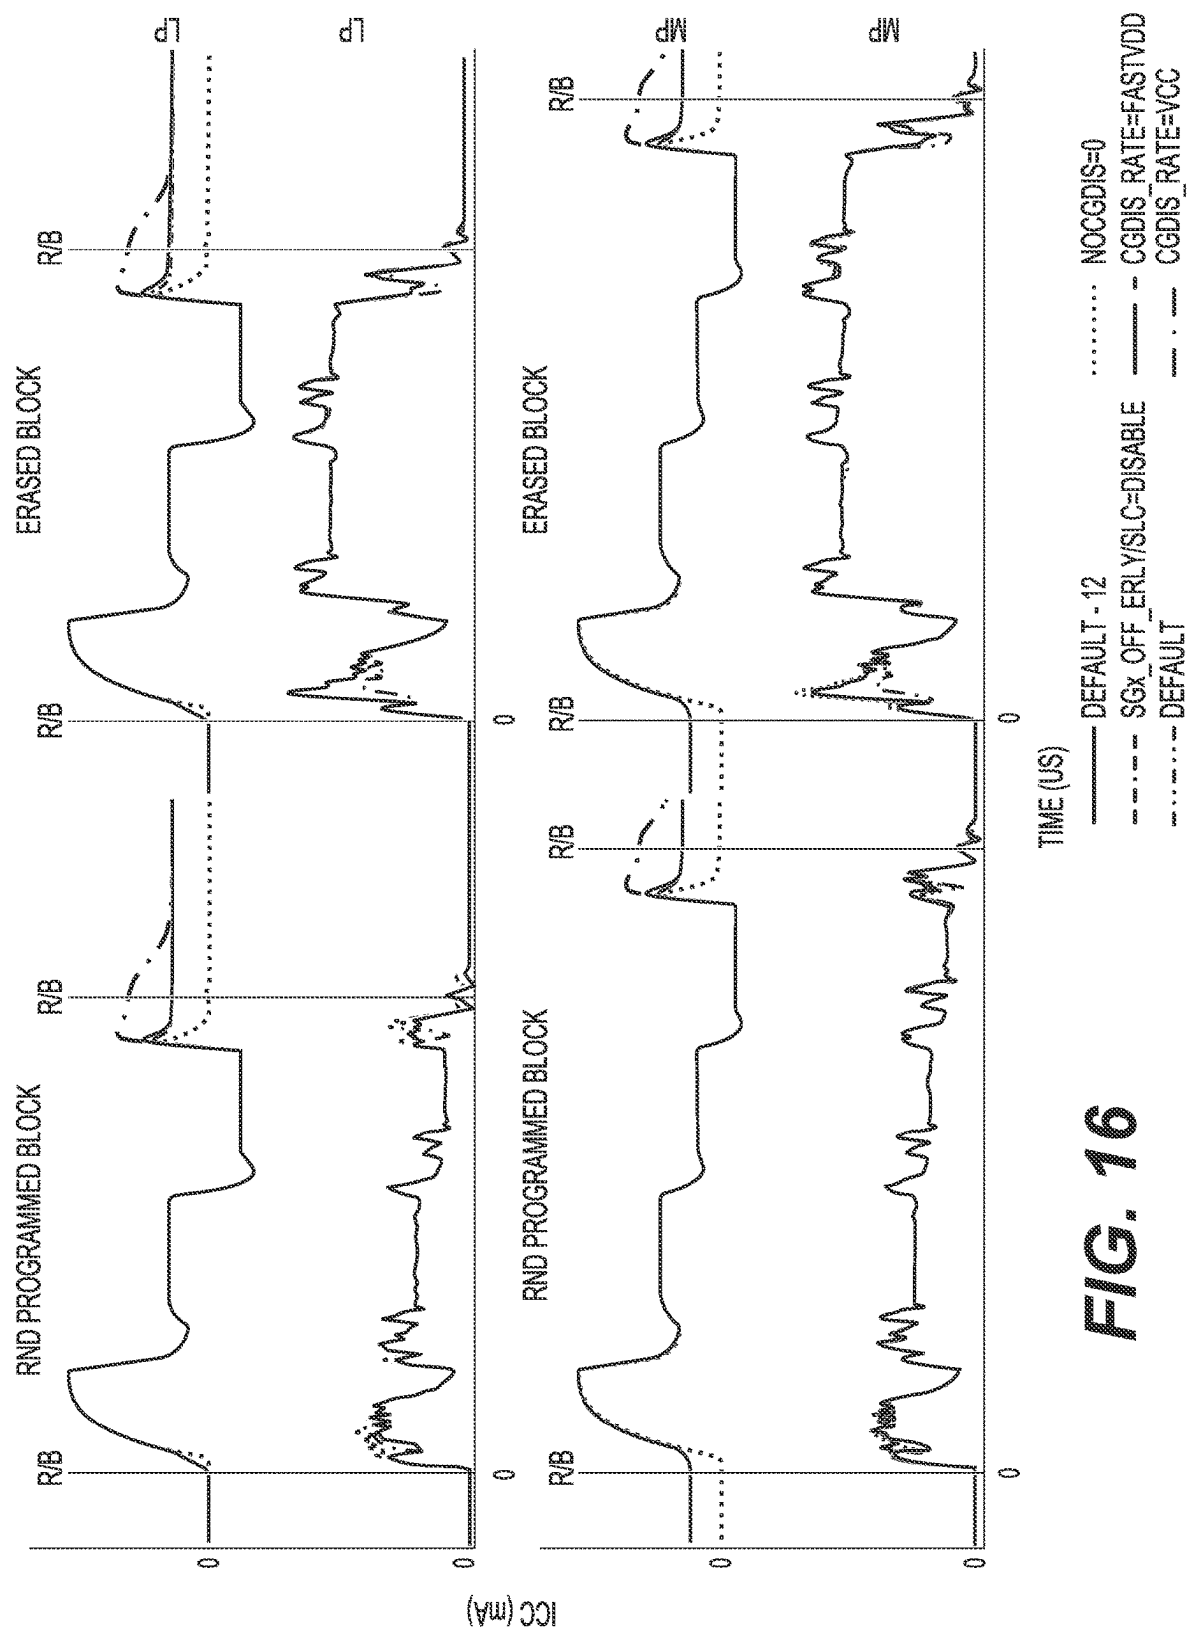 RND PROGRAMMED BLOCK
ERASED BLOCK
R/B
R/B
R/B
R/B
LP
LP
0
0
0
0
RND PROGRAMMED BLOCK
ERASED BLOCK
R/B
R/B
R/B
R/B
MP
MP
0
0
0
0
ICC (mA)
TIME (US)
DEFAULT - 12
NOCGDIS=0
SGx_OFF_ERLY/SLC=DISABLE
CGDIS_RATE=FASTVDD
DEFAULT
CGDIS_RATE=VCC
FIG. 16